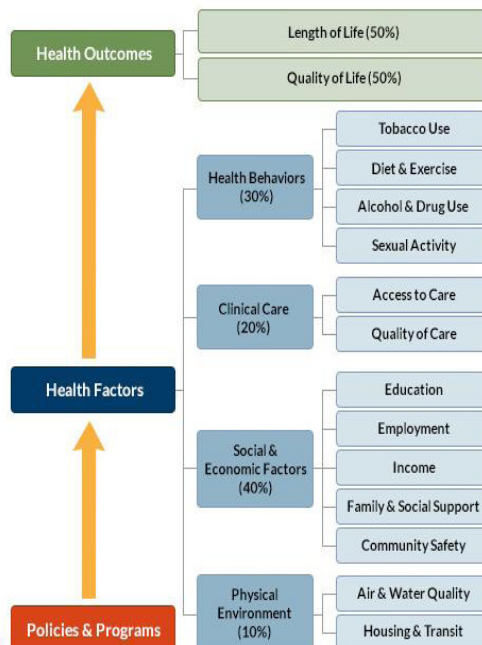 Health Outcomes
Length of Life (50%)
Quality of Life (50%)
Health Factors
Health Behaviors
(30%)
Tobacco Use
Diet & Exercise
Alcohol & Drug Use
Sexual Activity
Clinical Care
(20%)
Access to Care
Quality of Care
Social &
Economic Factors
(40%)
Education
Employment
Income
Family & Social Support
Community Safety
Physical
Environment
(10%)
Air & Water Quality
Housing & Transit
Policies & Programs